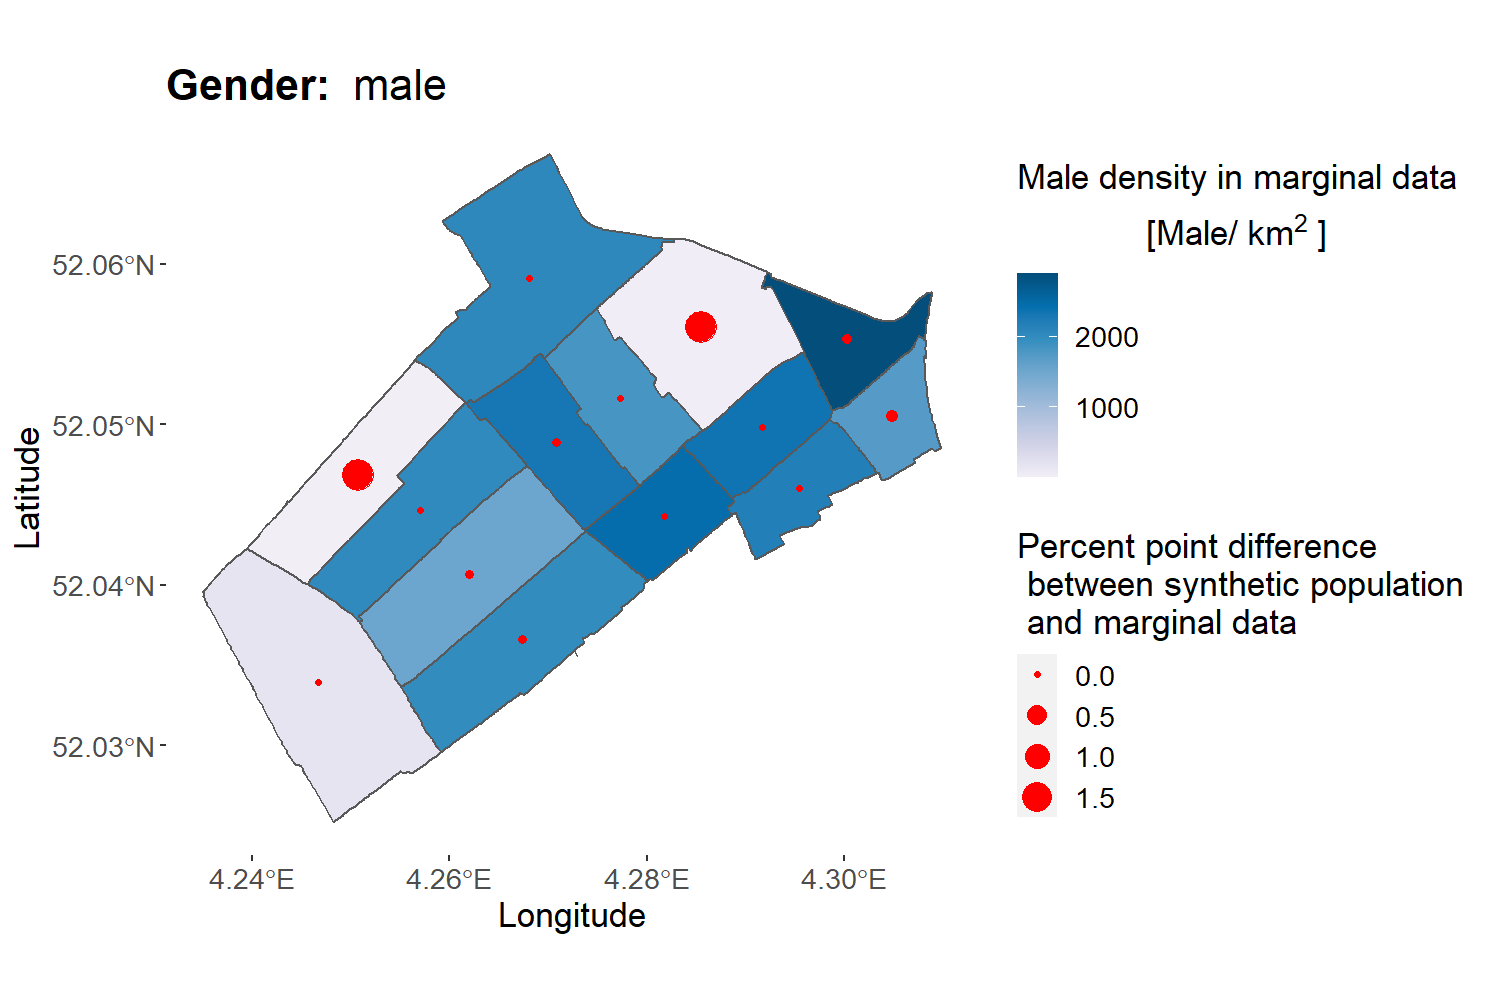 Gender: male
Male density in marginal data
[Male/ km² ]
2000
1000
Percent point difference
between synthetic population
and marginal data
0.0
0.5
1.0
1.5
Latitude
52.06°N
52.05°N
52.04°N
52.03°N
4.24°E
4.26°E
4.28°E
4.30°E
Longitude